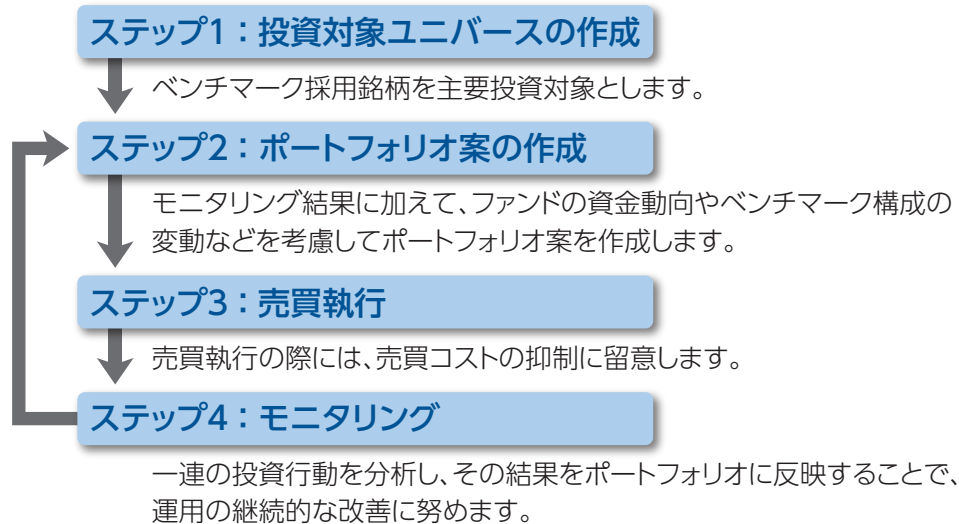 ステップ1：投資対象ユニバースの作成
ベンチマーク採用銘柄を主要投資対象とします。
ステップ2：ポートフォリオ案の作成
モニタリング結果に加えて、ファンドの資金動向やベンチマーク構成の
変動などを考慮してポートフォリオ案を作成します。
ステップ3：売買執行
売買執行の際には、売買コストの抑制に留意します。
ステップ4：モニタリング
一連の投資行動を分析し、その結果をポートフォリオに反映することで、
運用の継続的な改善に努めます。